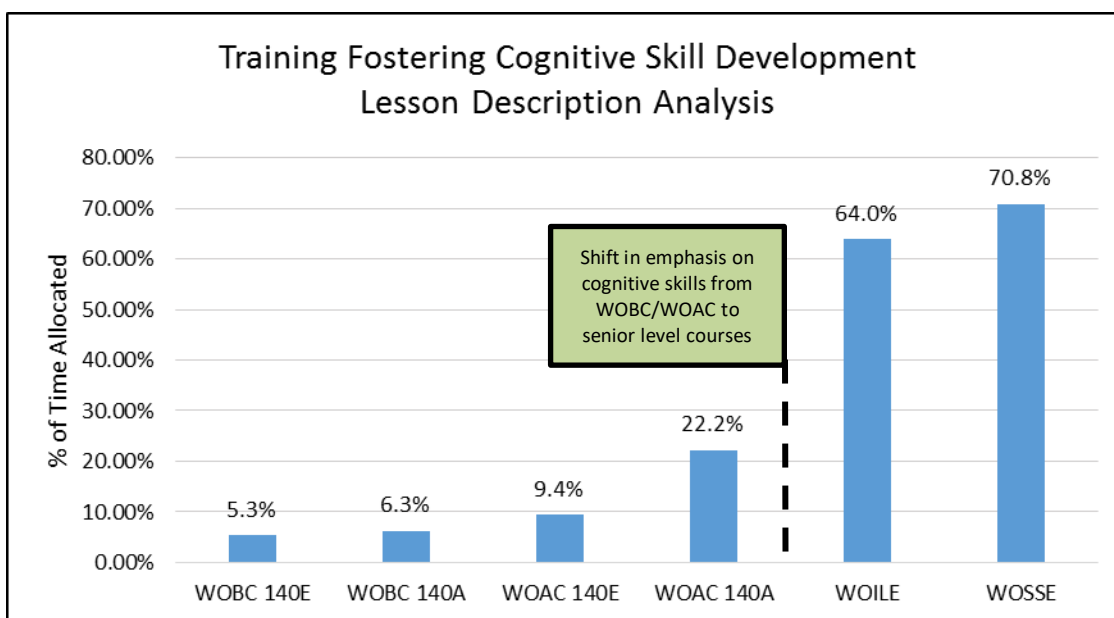 Training Fostering Cognitive Skill Development
Lesson Description Analysis
% of Time Allocated
80.00%
70.00%
60.00%
50.00%
40.00%
30.00%
20.00%
10.00%
0.00%
5.3%
6.3%
9.4%
22.2%
64.0%
70.8%
Shift in emphasis on
cognitive skills from
WOBC/WOAC to
senior level courses
WOBC 140E
WOBC 140A
WOAC 140E
WOAC 140A
WOILE
WOSSE